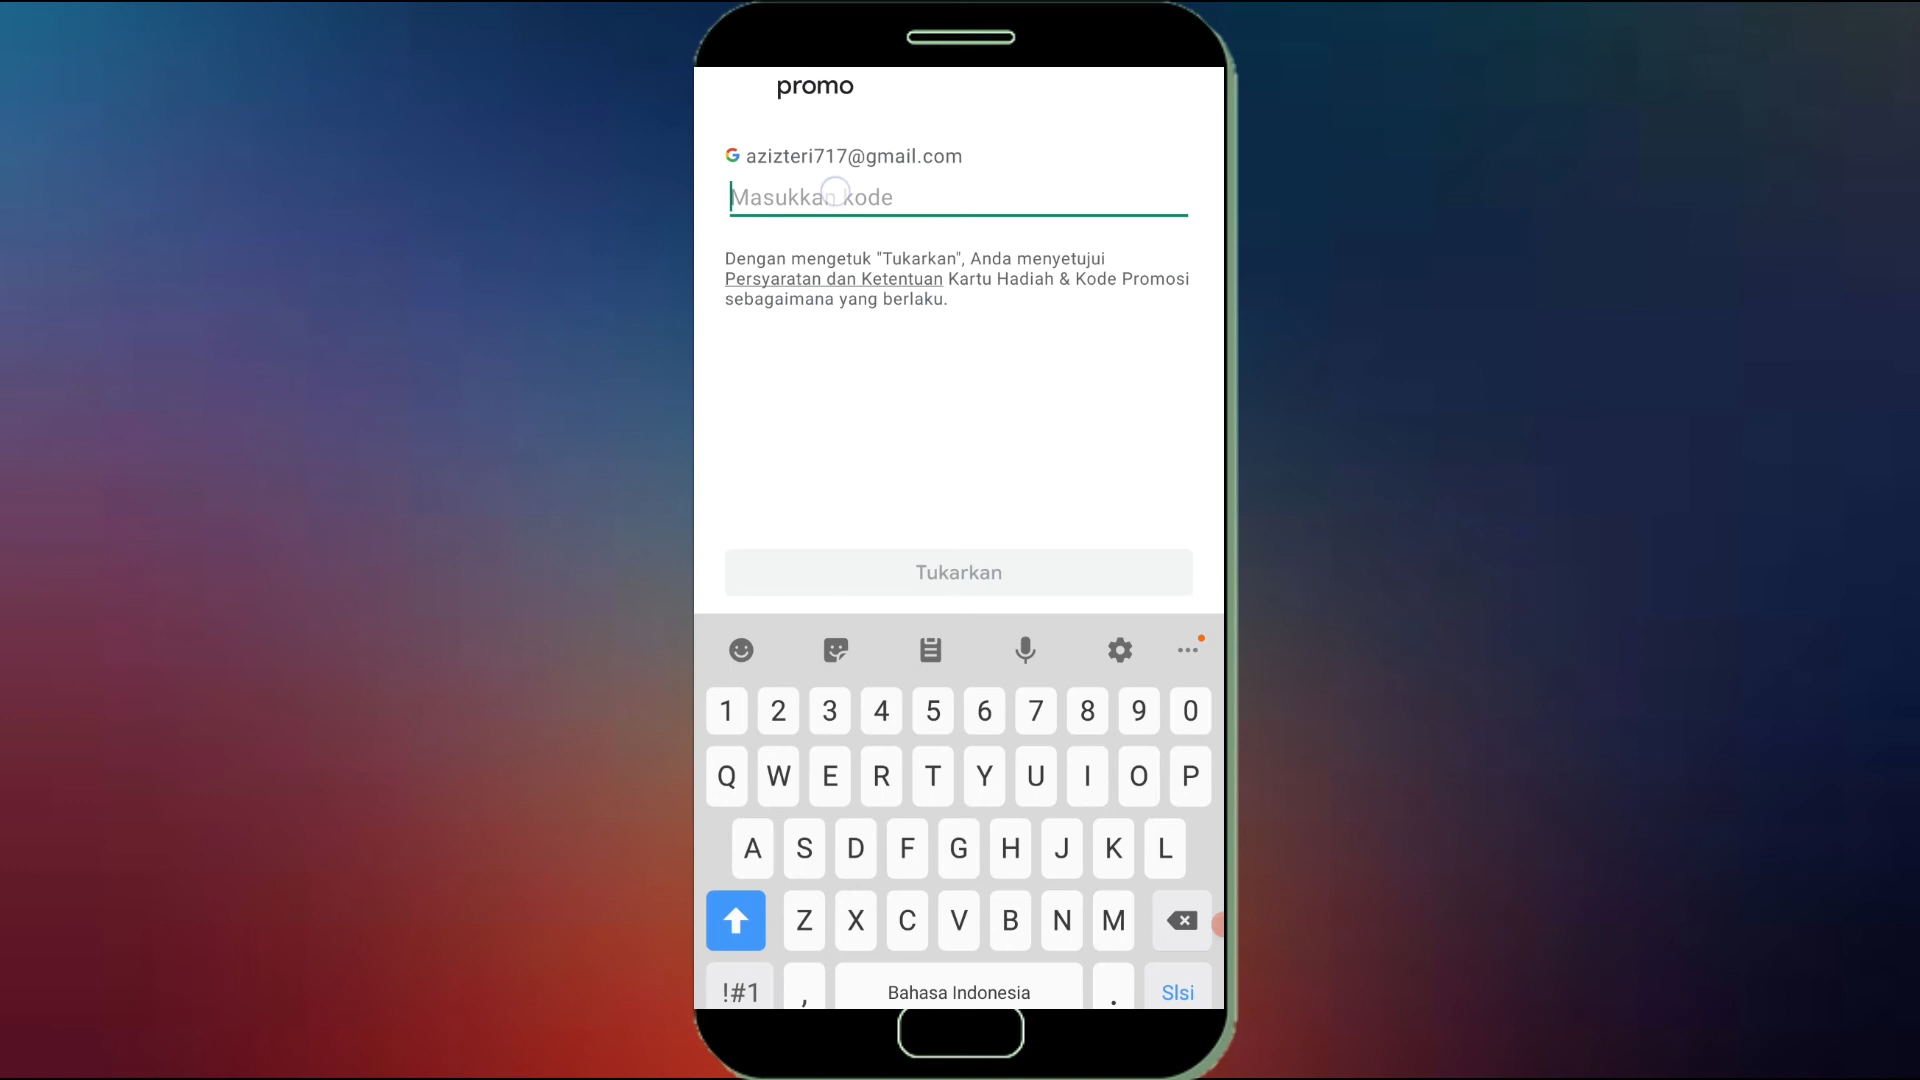 promo
azizteri717@gmail.com
Masukkan kode
Dengan mengetuk "Tukarkan", Anda menyetujui
Persyaratan dan Ketentuan Kartu Hadiah & Kode Promosi
sebagaimana yang berlaku.
Tukarkan
1 2 3 4 5 6 7 8 9 0
Q W E R T Y U I O P
A S D F G H J K L
Z X C V B N M
!#1 , Bahasa Indonesia . Slsi